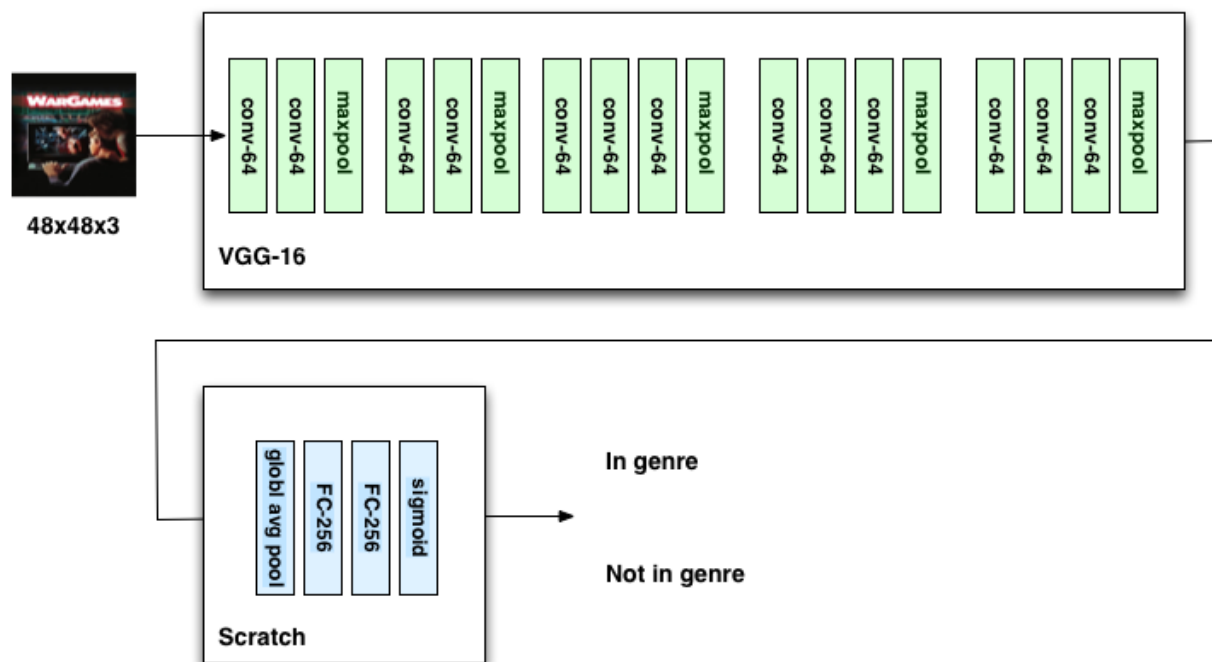 WARGAMES
48x48x3
conv-64
conv-64
maxpool
conv-64
conv-64
maxpool
conv-64
conv-64
conv-64
maxpool
conv-64
conv-64
conv-64
maxpool
conv-64
conv-64
conv-64
maxpool
VGG-16
globl avg pool
FC-256
FC-256
sigmoid
Scratch
In genre
Not in genre